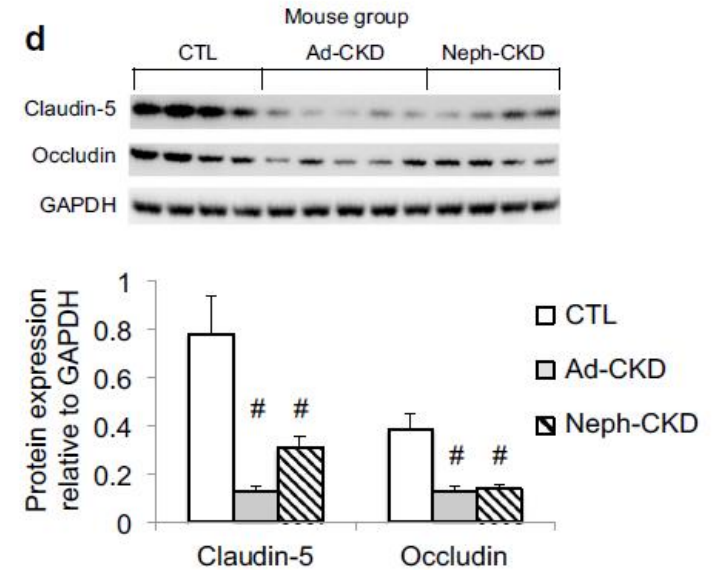 d
Mouse group
CTL Ad-CKD Neph-CKD
Claudin-5
Occludin
GAPDH
Protein expression
relative to GAPDH
1
0.8
0.6
0.4
0.2
0
# #
# #
Claudin-5 Occludin
CTL
Ad-CKD
Neph-CKD